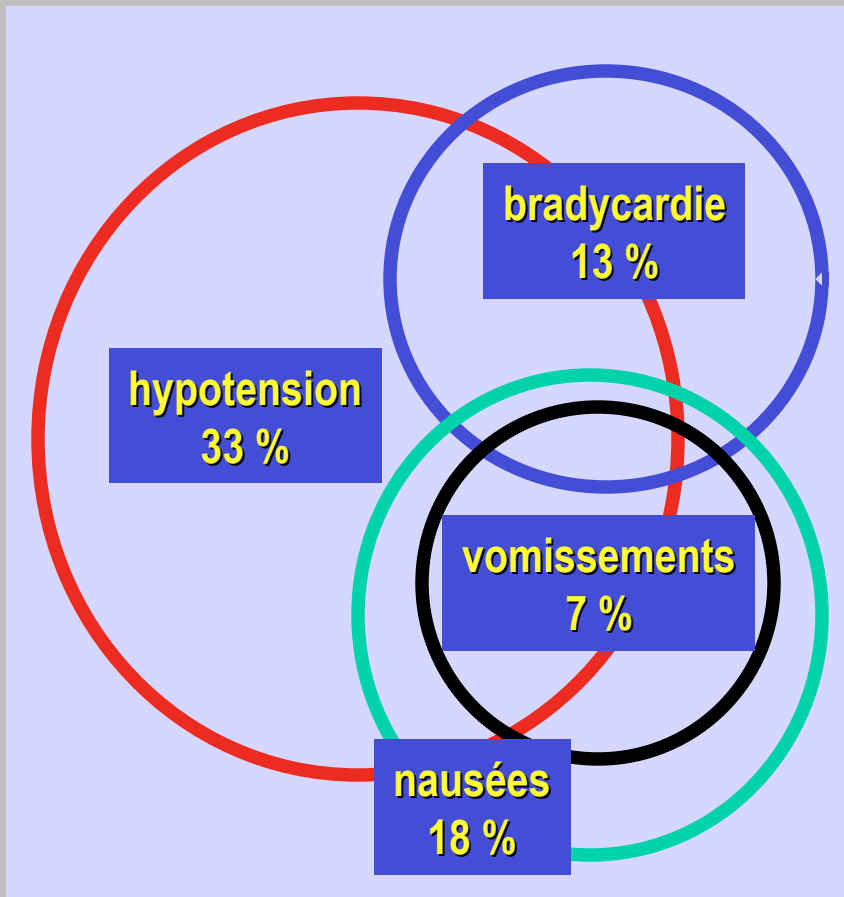 bradycardie
13 %
hypotension
33 %
vomissements
7 %
nausées
18 %